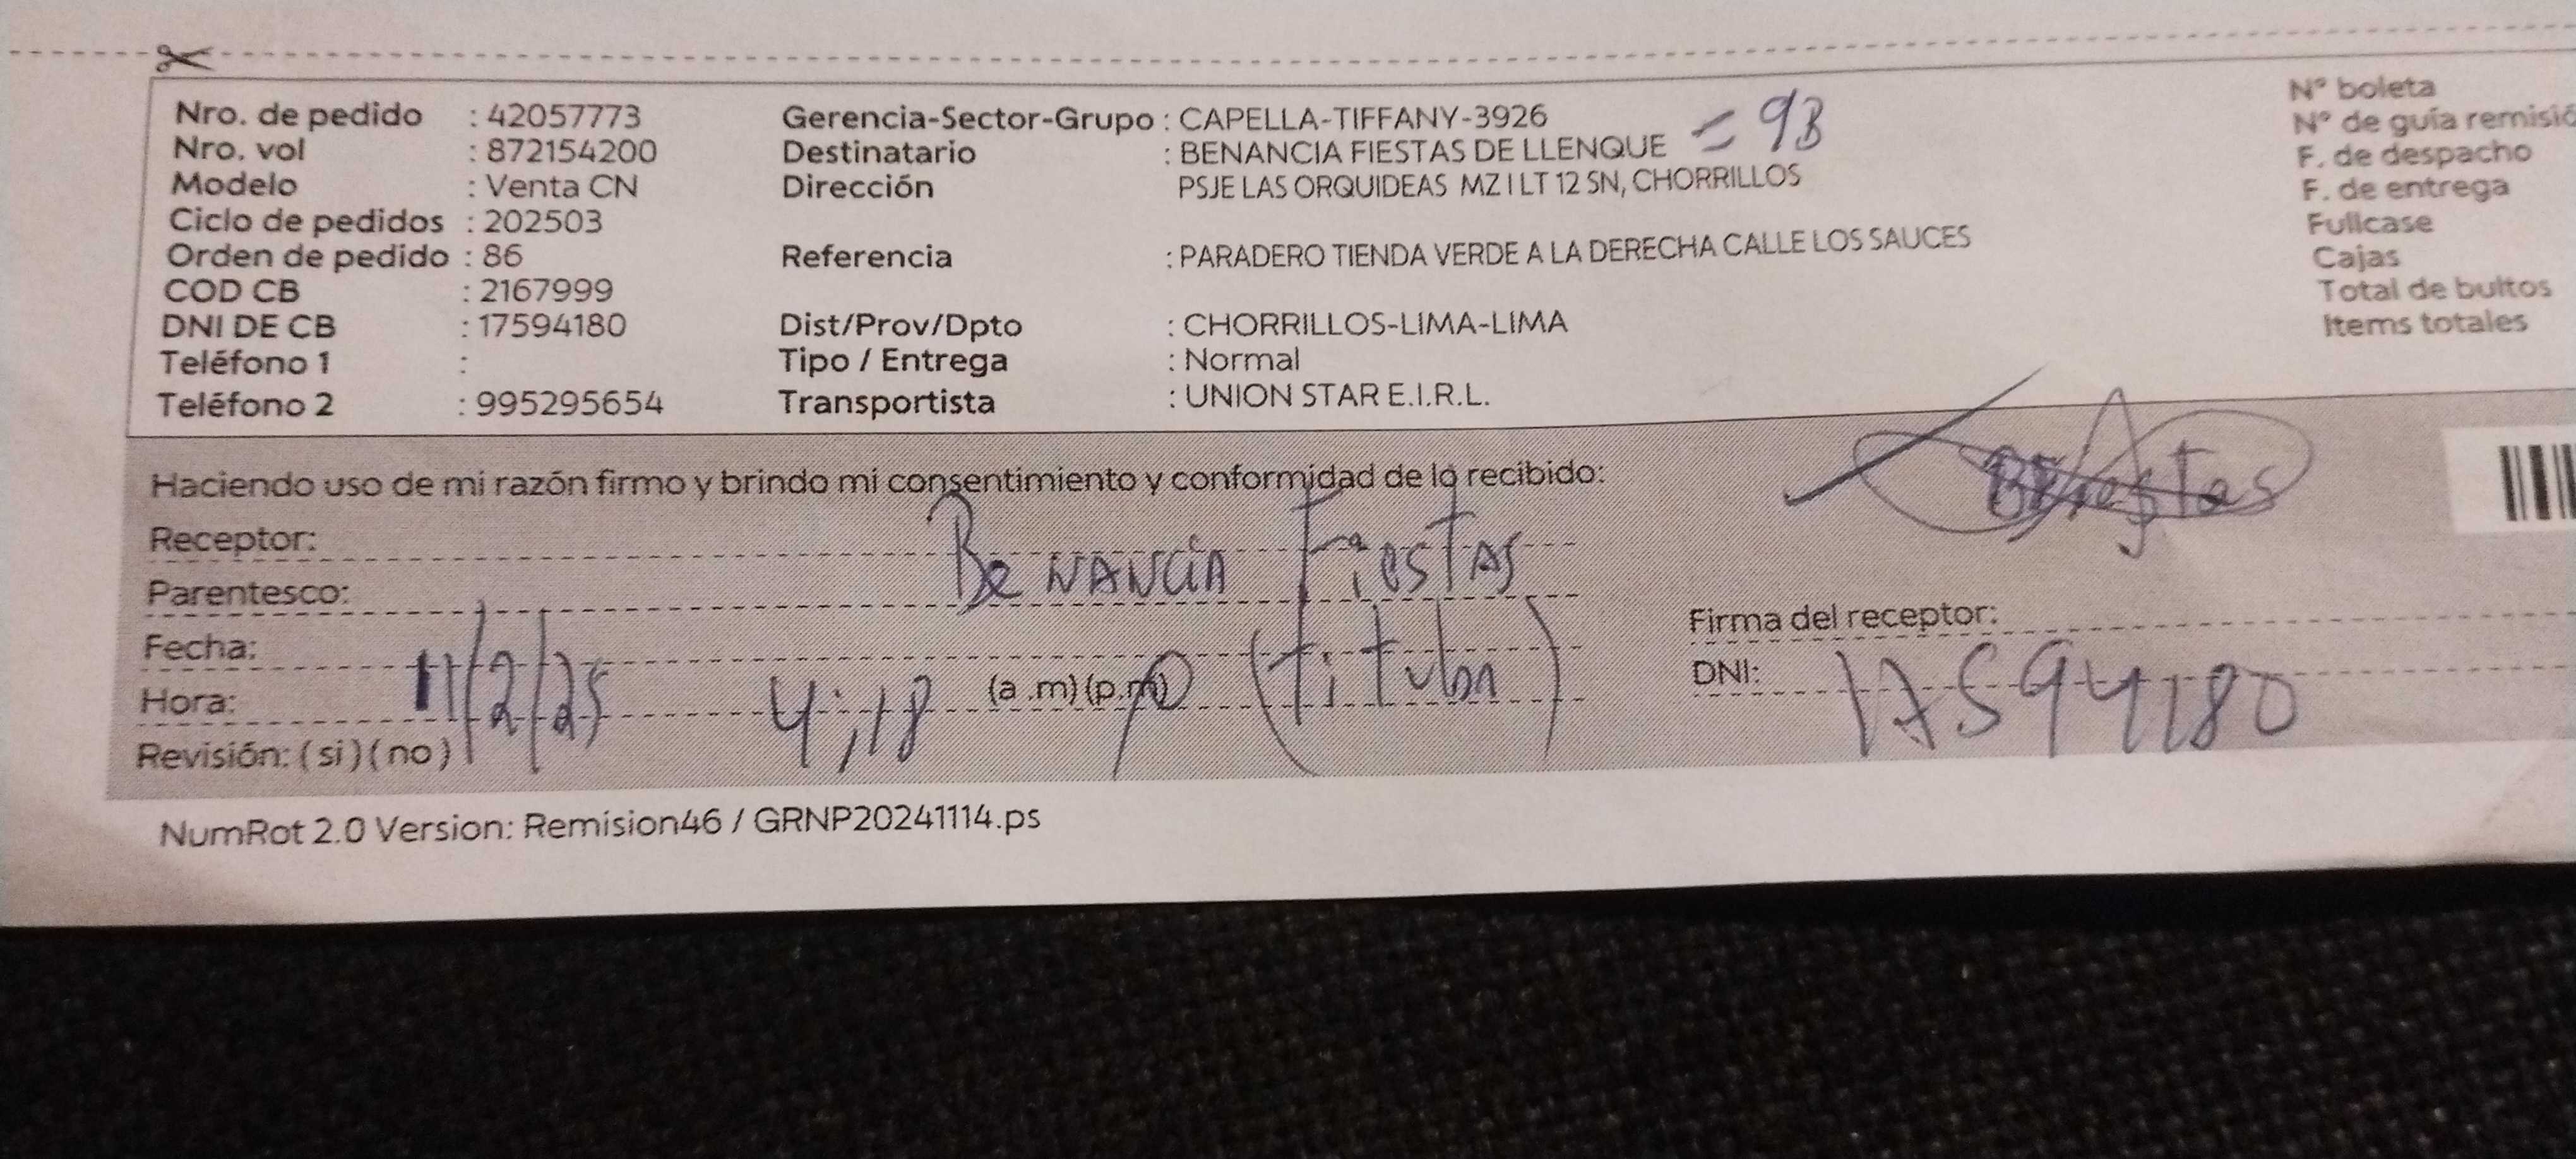 Nro. de pedido : 42057773 Gerencia-Sector-Grupo : CAPELLA-TIFFANY-3926 N° boleta
Nro. vol : 872154200 Destinatario : BENANCIA FIESTAS DE LLENQUE = 93 N° de guía remisió
Modelo : Venta CN Dirección PSJE LAS ORQUIDEAS MZ I LT 12 SN, CHORRILLOS F. de despacho
Ciclo de pedidos : 202503 F. de entrega
Orden de pedido : 86 Referencia : PARADERO TIENDA VERDE A LA DERECHA CALLE LOS SAUCES Fullcase
COD CB : 2167999 Cajas
DNI DE CB : 17594180 Dist/Prov/Dpto : CHORRILLOS-LIMA-LIMA Total de bultos
Teléfono 1 : Tipo / Entrega : Normal Items totales
Teléfono 2 : 995295654 Transportista : UNION STAR E.I.R.L.
Haciendo uso de mi razón firmo y brindo mi consentimiento y conformidad de lo recibido: BFiestas
Receptor: Benancia Fiestas
Parentesco:
Fecha: 11/2/25 Firma del receptor:
Hora: 4:18 (a.m) (p.m) DNI: 17594180
Revisión: (si) (no)
NumRot 2.0 Version: Remision46 / GRNP20241114.ps